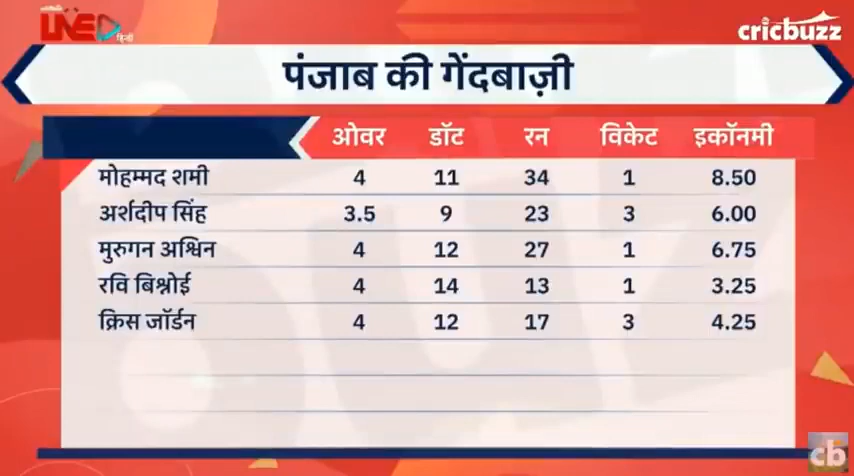 LIVE हिन्दी
cricbuzz
पंजाब की गेंदबाज़ी
ओवर डॉट रन विकेट इकॉनमी
मोहम्मद शमी 4 11 34 1 8.50
अर्शदीप सिंह 3.5 9 23 3 6.00
मुरुगन अश्विन 4 12 27 1 6.75
रवि बिश्नोई 4 14 13 1 3.25
क्रिस जॉर्डन 4 12 17 3 4.25
cb